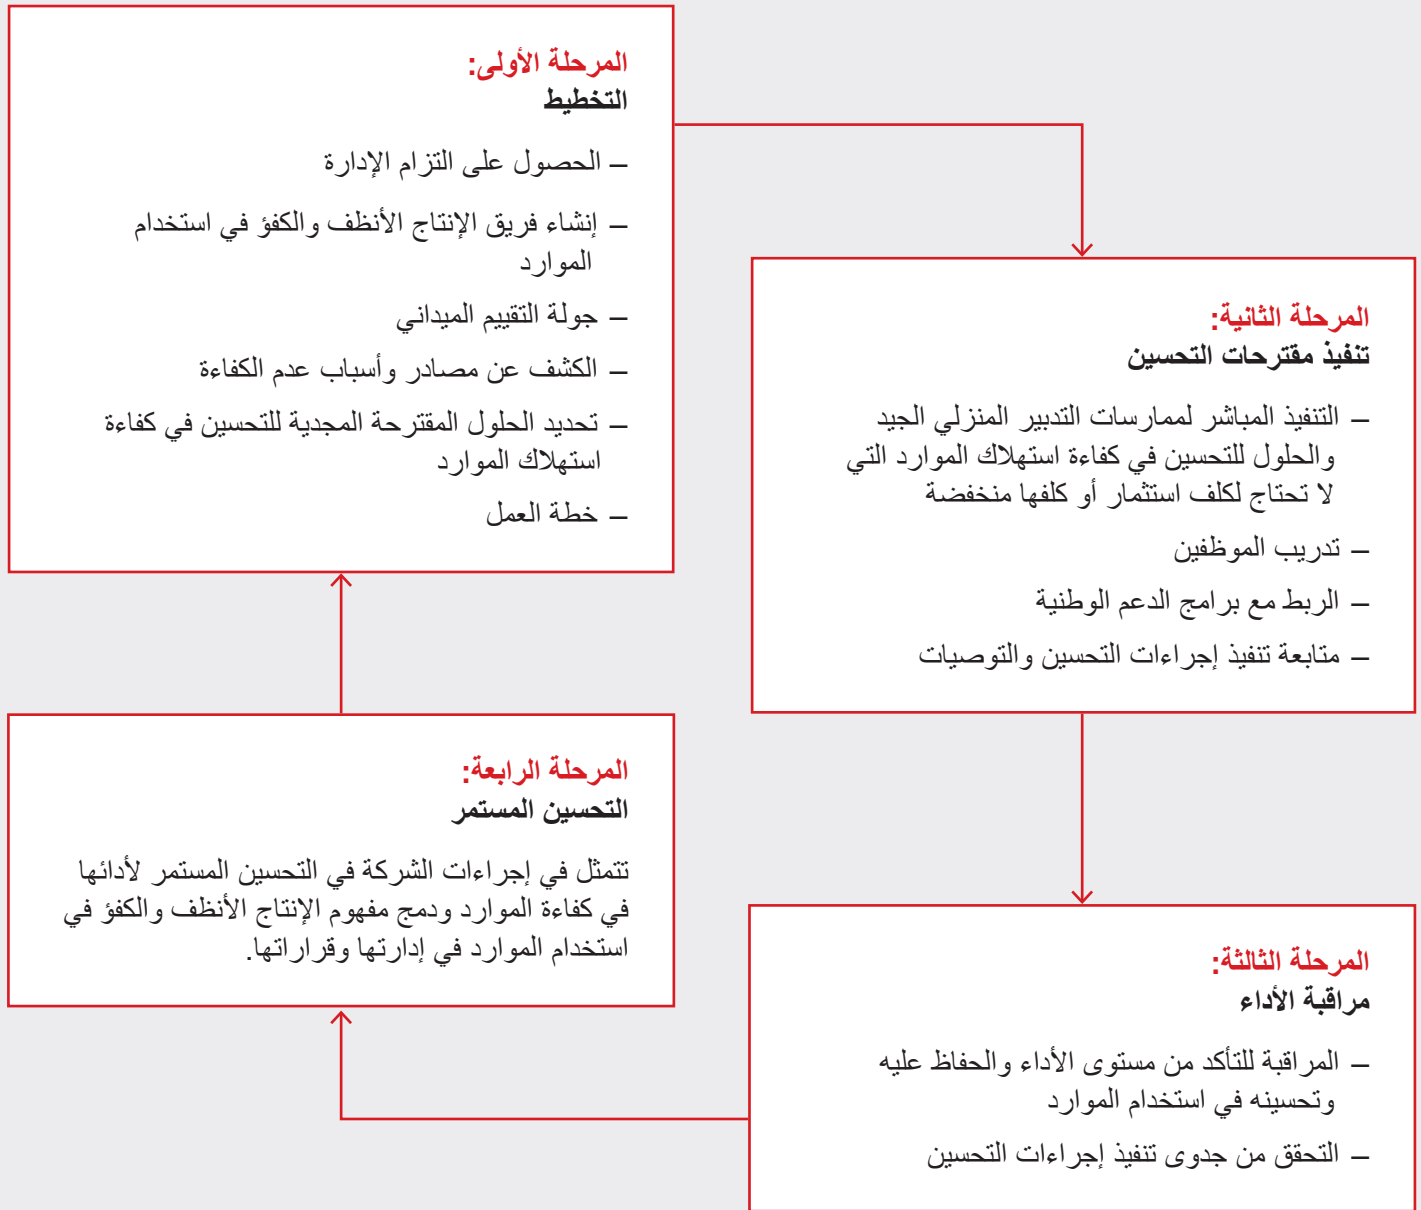 المرحلة الأولى:
التخطيط
– الحصول على التزام الإدارة
– إنشاء فريق الإنتاج الأنظف والكفؤ في استخدام
الموارد
– جولة التقييم الميداني
– الكشف عن مصادر وأسباب عدم الكفاءة
– تحديد الحلول المقترحة المجدية للتحسين في كفاءة
استهلاك الموارد
– خطة العمل
المرحلة الثانية:
تنفيذ مقترحات التحسين
– التنفيذ المباشر لممارسات التدبير المنزلي الجيد
والحلول للتحسين في كفاءة استهلاك الموارد التي
لا تحتاج لكلف استثمار أو كلفها منخفضة
– تدريب الموظفين
– الربط مع برامج الدعم الوطنية
– متابعة تنفيذ إجراءات التحسين والتوصيات
المرحلة الثالثة:
مراقبة الأداء
– المراقبة للتأكد من مستوى الأداء والحفاظ عليه
وتحسينه في استخدام الموارد
– التحقق من جدوى تنفيذ إجراءات التحسين
المرحلة الرابعة:
التحسين المستمر
تتمثل في إجراءات الشركة في التحسين المستمر لأدائها
في كفاءة الموارد ودمج مفهوم الإنتاج الأنظف والكفؤ في
استخدام الموارد في إدارتها وقراراتها.